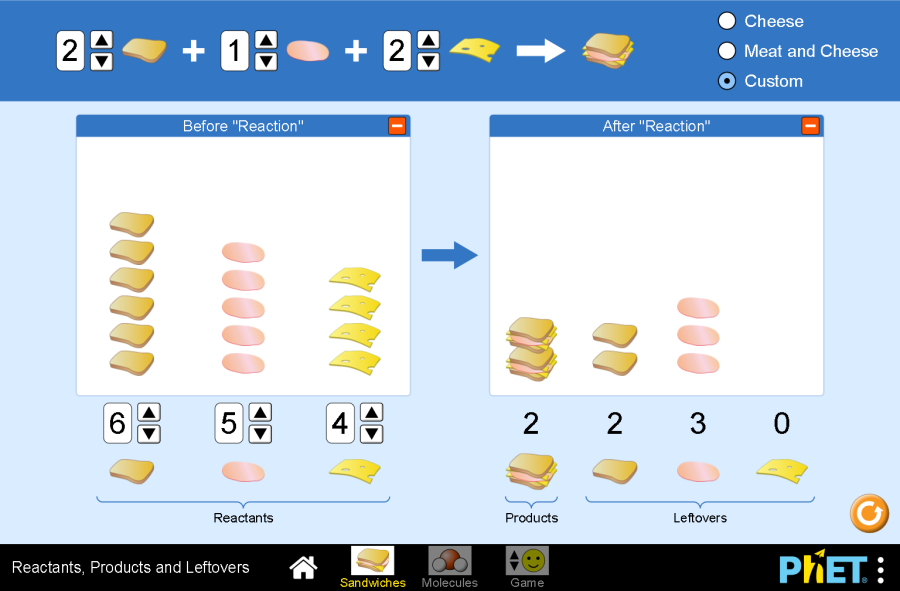 2 + 1 + 2
Cheese
Meat and Cheese
Custom
Before "Reaction"
After "Reaction"
6 5 4
2 2 3 0
Reactants
Products
Leftovers
Reactants, Products and Leftovers
Sandwiches
Molecules
Game
PhET